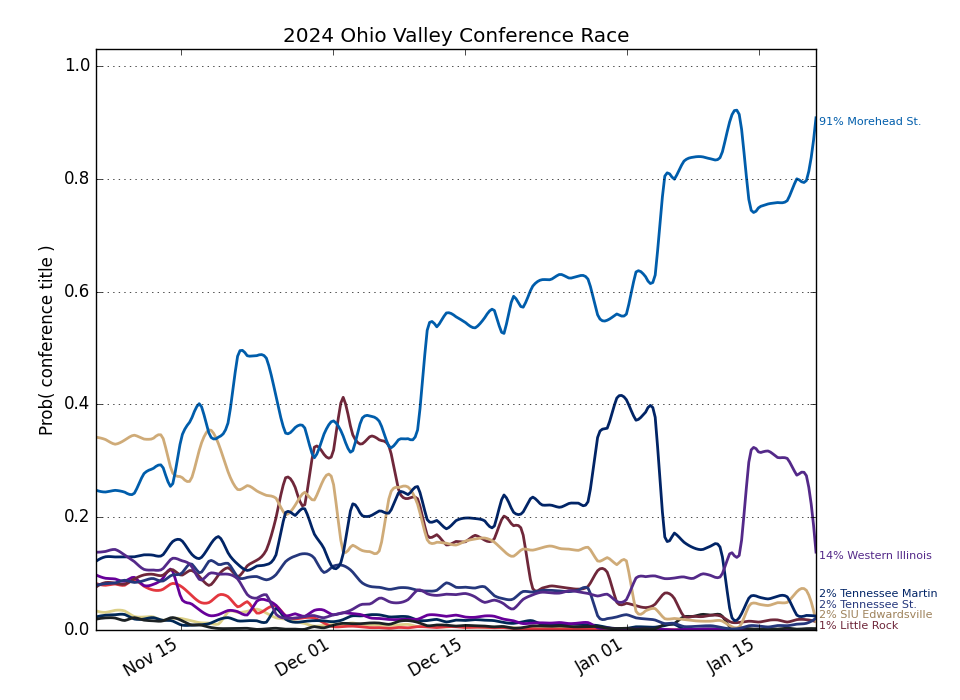 2024 Ohio Valley Conference Race
Prob( conference title )
1.0
0.8
0.6
0.4
0.2
0.0
Nov 15
Dec 01
Dec 15
Jan 01
Jan 15
91% Morehead St.
14% Western Illinois
2% Tennessee Martin
2% Tennessee St.
2% SIU Edwardsville
1% Little Rock